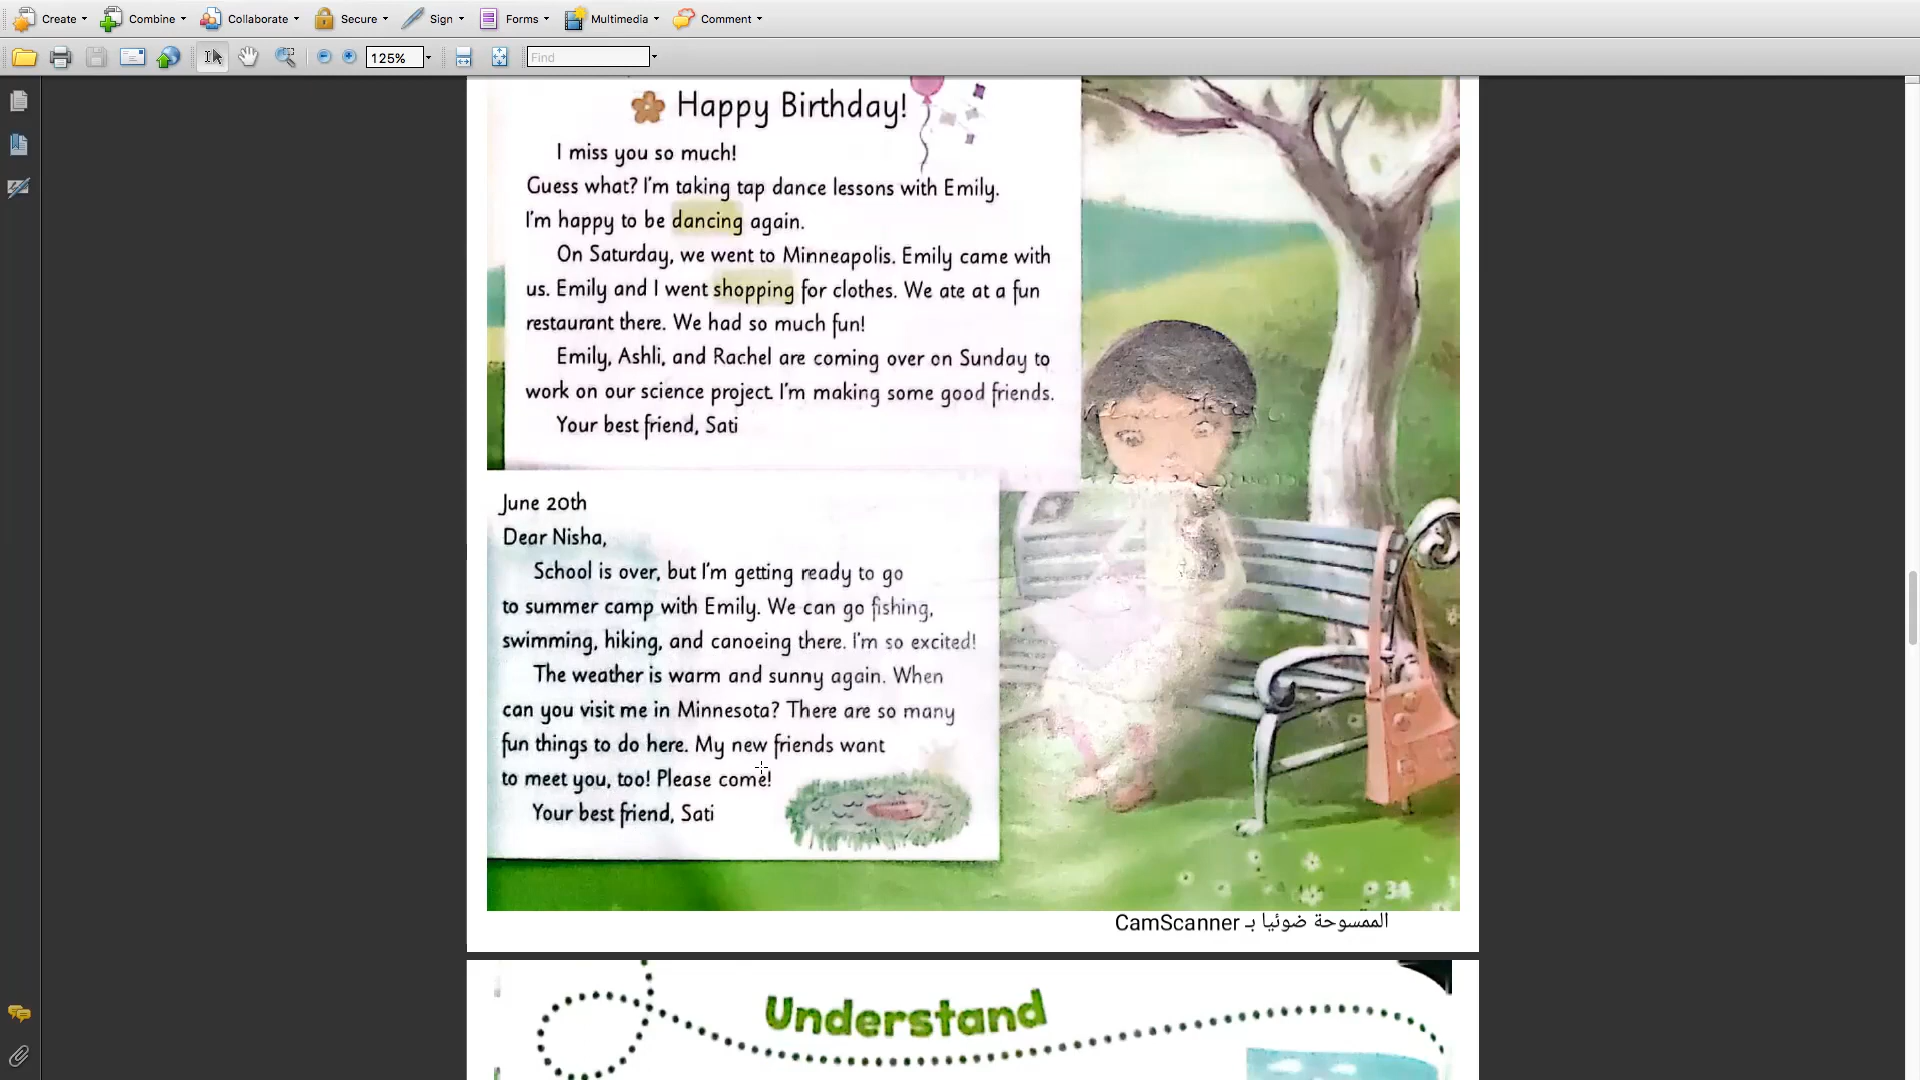 Create
Combine
Collaborate
Secure
Sign
Forms
Multimedia
Comment
125%
Find
Happy Birthday!
I miss you so much!
Guess what? I'm taking tap dance lessons with Emily.
I'm happy to be dancing again.
On Saturday, we went to Minneapolis. Emily came with
us. Emily and I went shopping for clothes. We ate at a fun
restaurant there. We had so much fun!
Emily, Ashli, and Rachel are coming over on Sunday to
work on our science project. I'm making some good friends.
Your best friend, Sati
June 20th
Dear Nisha,
School is over, but I'm getting ready to go
to summer camp with Emily. We can go fishing,
swimming, hiking, and canoeing there. I'm so excited!
The weather is warm and sunny again. When
can you visit me in Minnesota? There are so many
fun things to do here. My new friends want
to meet you, too! Please come!
Your best friend, Sati
34
الممسوحة ضوئيا بـ CamScanner
Understand